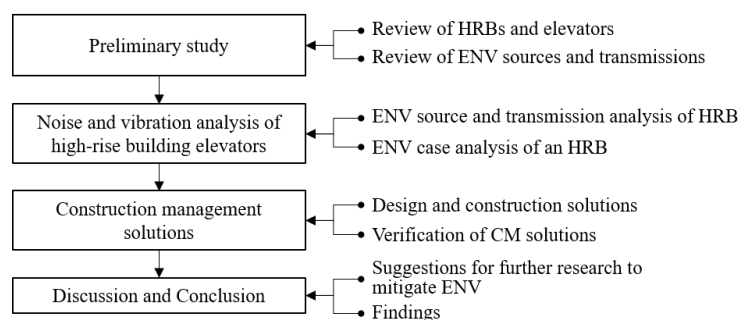 Preliminary study
Review of HRBs and elevators
Review of ENV sources and transmissions
Noise and vibration analysis of
high-rise building elevators
ENV source and transmission analysis of HRB
ENV case analysis of an HRB
Construction management
solutions
Design and construction solutions
Verification of CM solutions
Discussion and Conclusion
Suggestions for further research to
mitigate ENV
Findings